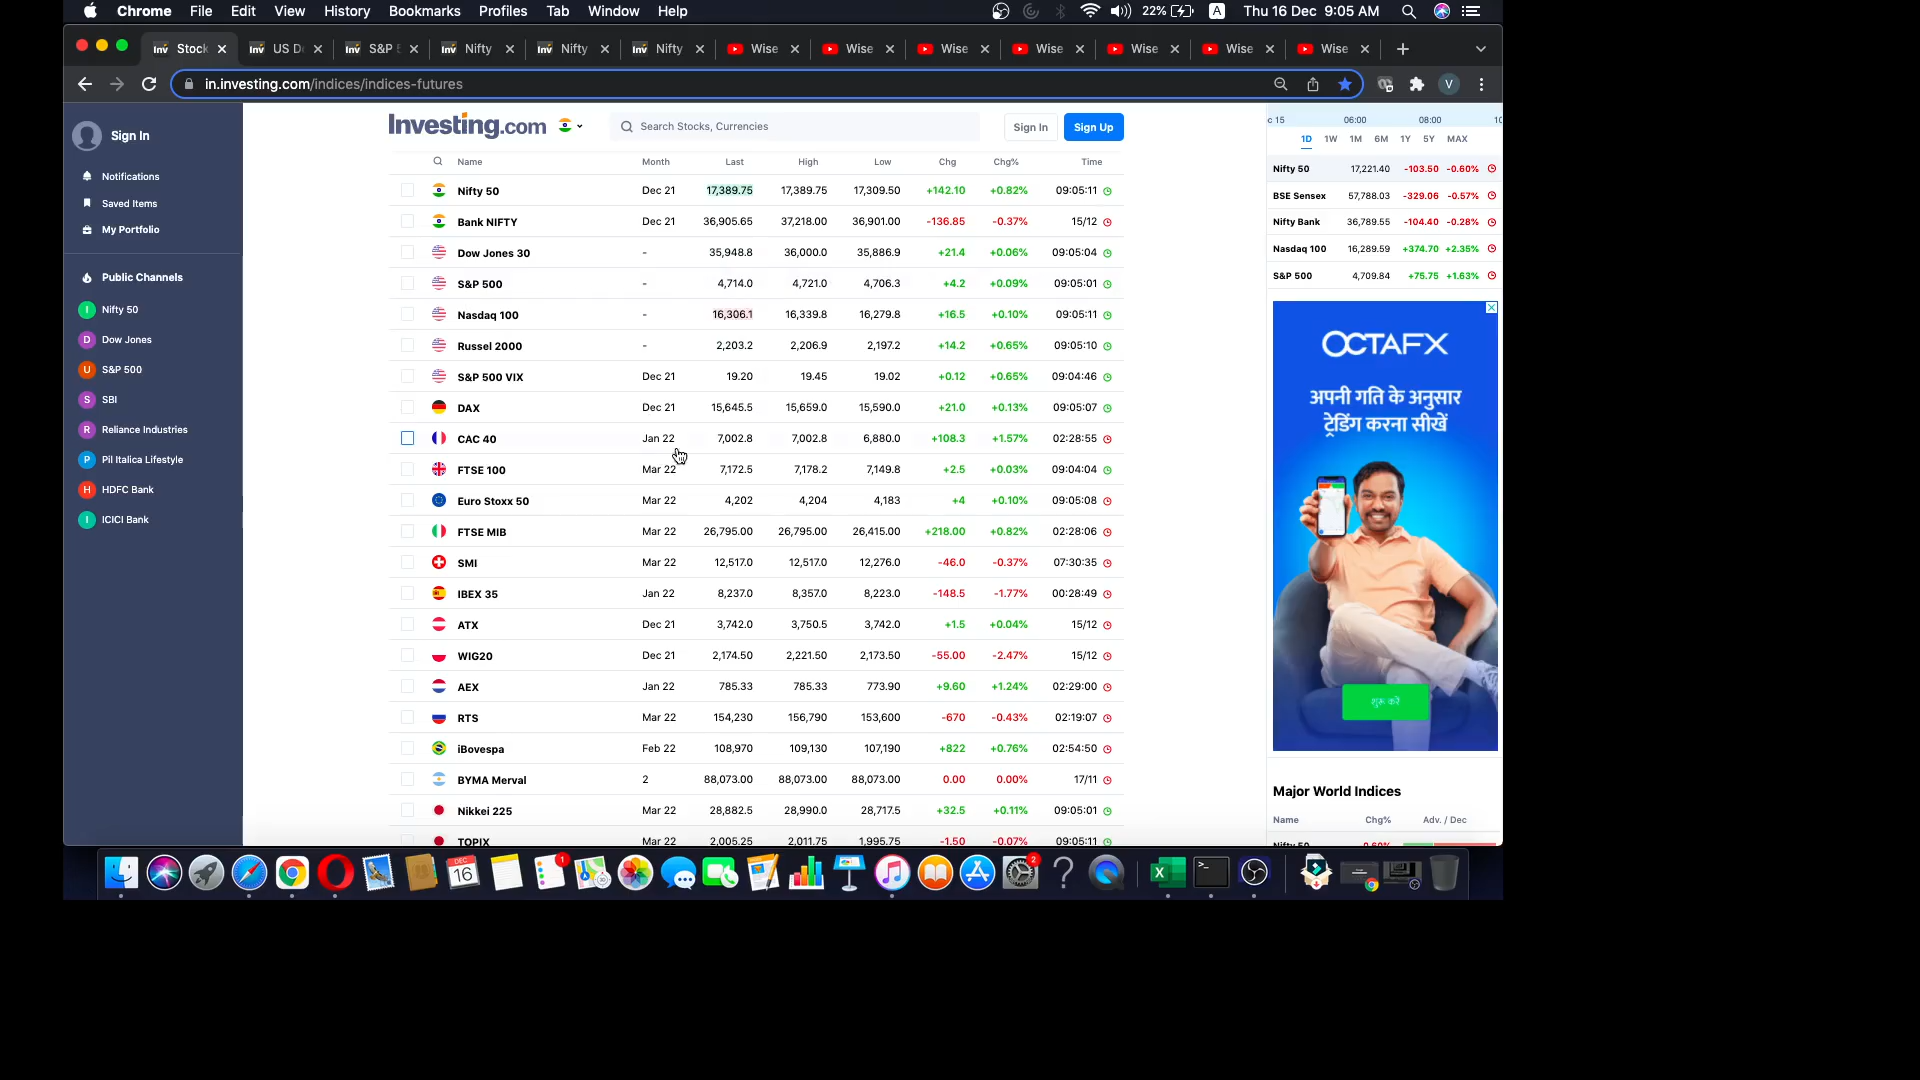 Chrome File Edit View History Bookmarks Profiles Tab Window Help 22% A Thu 16 Dec 9:05 AM
Inv Stock Inv US D Inv S&P Inv Nifty Inv Nifty Inv Nifty Wise Wise Wise Wise Wise Wise Wise
in.investing.com/indices/indices-futures V
Sign In
Notifications
Saved Items
My Portfolio
Public Channels
I Nifty 50
D Dow Jones
U S&P 500
S SBI
R Reliance Industries
P Pil Italica Lifestyle
H HDFC Bank
I ICICI Bank
Investing.com Search Stocks, Currencies Sign In Sign Up
Name Month Last High Low Chg Chg% Time
Nifty 50 Dec 21 17,389.75 17,389.75 17,309.50 +142.10 +0.82% 09:05:11
Bank NIFTY Dec 21 36,905.65 37,218.00 36,901.00 -136.85 -0.37% 15/12
Dow Jones 30 - 35,948.8 36,000.0 35,886.9 +21.4 +0.06% 09:05:04
S&P 500 - 4,714.0 4,721.0 4,706.3 +4.2 +0.09% 09:05:01
Nasdaq 100 - 16,306.1 16,339.8 16,279.8 +16.5 +0.10% 09:05:11
Russel 2000 - 2,203.2 2,206.9 2,197.2 +14.2 +0.65% 09:05:10
S&P 500 VIX Dec 21 19.20 19.45 19.02 +0.12 +0.65% 09:04:46
DAX Dec 21 15,645.5 15,659.0 15,590.0 +21.0 +0.13% 09:05:07
CAC 40 Jan 22 7,002.8 7,002.8 6,880.0 +108.3 +1.57% 02:28:55
FTSE 100 Mar 22 7,172.5 7,178.2 7,149.8 +2.5 +0.03% 09:04:04
Euro Stoxx 50 Mar 22 4,202 4,204 4,183 +4 +0.10% 09:05:08
FTSE MIB Mar 22 26,795.00 26,795.00 26,415.00 +218.00 +0.82% 02:28:06
SMI Mar 22 12,517.0 12,517.0 12,276.0 -46.0 -0.37% 07:30:35
IBEX 35 Jan 22 8,237.0 8,357.0 8,223.0 -148.5 -1.77% 00:28:49
ATX Dec 21 3,742.0 3,750.5 3,742.0 +1.5 +0.04% 15/12
WIG20 Dec 21 2,174.50 2,221.50 2,173.50 -55.00 -2.47% 15/12
AEX Jan 22 785.33 785.33 773.90 +9.60 +1.24% 02:29:00
RTS Mar 22 154,230 156,790 153,600 -670 -0.43% 02:19:07
iBovespa Feb 22 108,970 109,130 107,190 +822 +0.76% 02:54:50
BYMA Merval 2 88,073.00 88,073.00 88,073.00 0.00 0.00% 17/11
Nikkei 225 Mar 22 28,882.5 28,990.0 28,717.5 +32.5 +0.11% 09:05:01
TOPIX Mar 22 2,005.25 2,011.75 1,995.75 -1.50 -0.07% 09:05:11
c 15 06:00 08:00 10
1D 1W 1M 6M 1Y 5Y MAX
Nifty 50 17,221.40 -103.50 -0.60%
BSE Sensex 57,788.03 -329.06 -0.57%
Nifty Bank 36,789.55 -104.40 -0.28%
Nasdaq 100 16,289.59 +374.70 +2.35%
S&P 500 4,709.84 +75.75 +1.63%
OCTAFX
अपनी गति के अनुसार
ट्रेडिंग करना सीखें
शुरू करें
Major World Indices
Name Chg% Adv. / Dec
Nifty 50 -0.60%
DEC 16 1 2